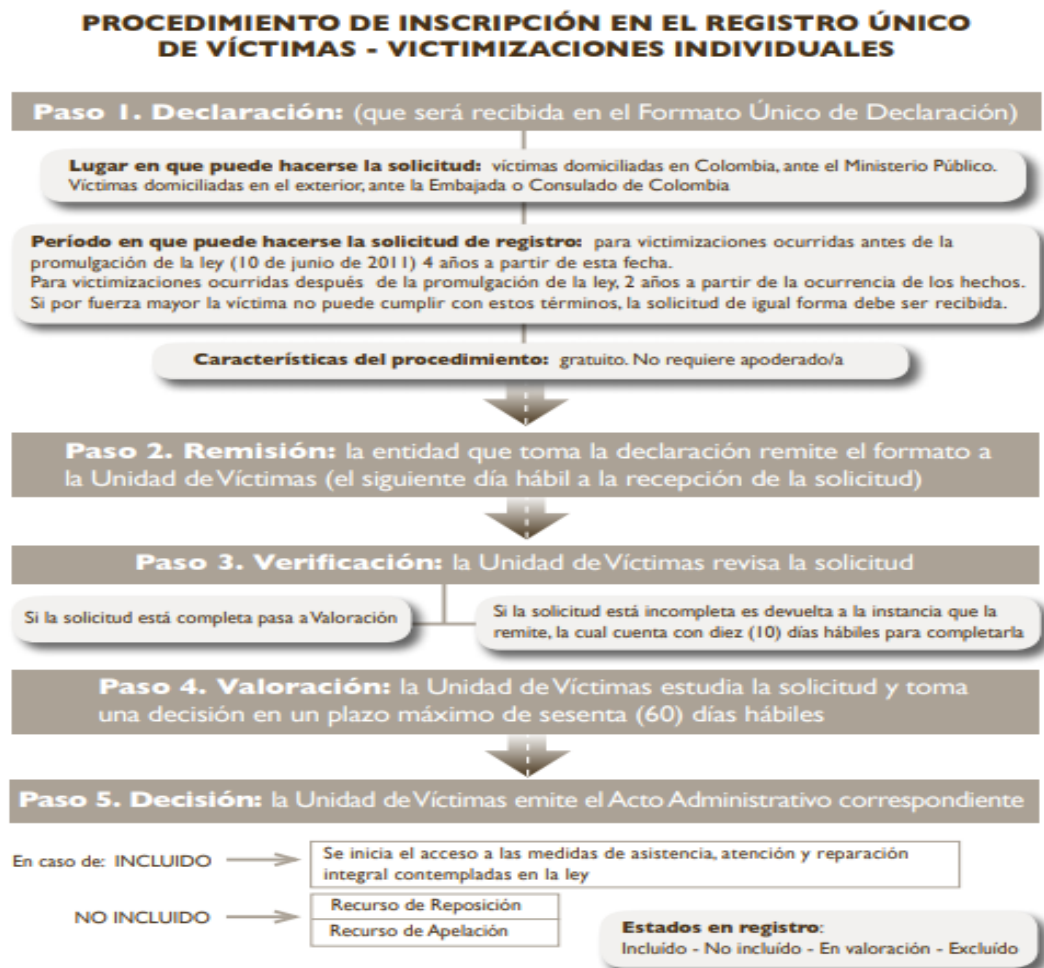 PROCEDIMIENTO DE INSCRIPCIÓN EN EL REGISTRO ÚNICO
DE VÍCTIMAS - VICTIMIZACIONES INDIVIDUALES
Paso 1. Declaración: (que será recibida en el Formato Único de Declaración)
Lugar en que puede hacerse la solicitud: víctimas domiciliadas en Colombia, ante el Ministerio Público.
Víctimas domiciliadas en el exterior, ante la Embajada o Consulado de Colombia
Período en que puede hacerse la solicitud de registro: para victimizaciones ocurridas antes de la
promulgación de la ley (10 de junio de 2011) 4 años a partir de esta fecha.
Para victimizaciones ocurridas después de la promulgación de la ley, 2 años a partir de la ocurrencia de los hechos.
Si por fuerza mayor la víctima no puede cumplir con estos términos, la solicitud de igual forma debe ser recibida.
Características del procedimiento: gratuito. No requiere apoderado/a
Paso 2. Remisión: la entidad que toma la declaración remite el formato a
la Unidad de Víctimas (el siguiente día hábil a la recepción de la solicitud)
Paso 3. Verificación: la Unidad de Víctimas revisa la solicitud
Si la solicitud está completa pasa a Valoración
Si la solicitud está incompleta es devuelta a la instancia que la
remite, la cual cuenta con diez (10) días hábiles para completarla
Paso 4. Valoración: la Unidad de Víctimas estudia la solicitud y toma
una decisión en un plazo máximo de sesenta (60) días hábiles
Paso 5. Decisión: la Unidad de Víctimas emite el Acto Administrativo correspondiente
En caso de: INCLUIDO
Se inicia el acceso a las medidas de asistencia, atención y reparación
integral contempladas en la ley
NO INCLUIDO
Recurso de Reposición
Recurso de Apelación
Estados en registro:
Incluído - No incluído - En valoración - Excluído